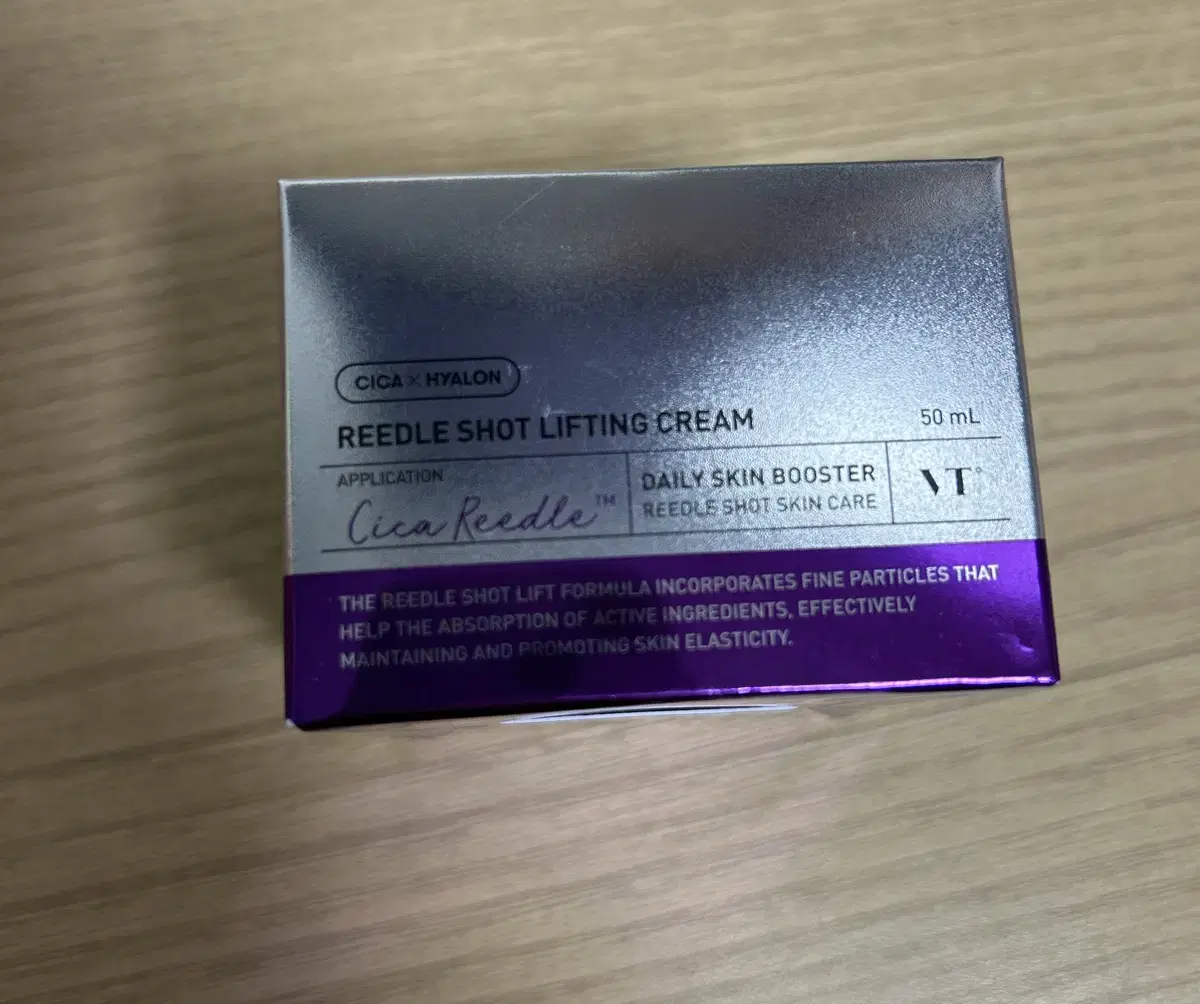 CICA × HYALON
REEDLE SHOT LIFTING CREAM
50 mL
APPLICATION
Cica Reedle™
DAILY SKIN BOOSTER
REEDLE SHOT SKIN CARE
VT
THE REEDLE SHOT LIFT FORMULA INCORPORATES FINE PARTICLES THAT
HELP THE ABSORPTION OF ACTIVE INGREDIENTS, EFFECTIVELY
MAINTAINING AND PROMOTING SKIN ELASTICITY.